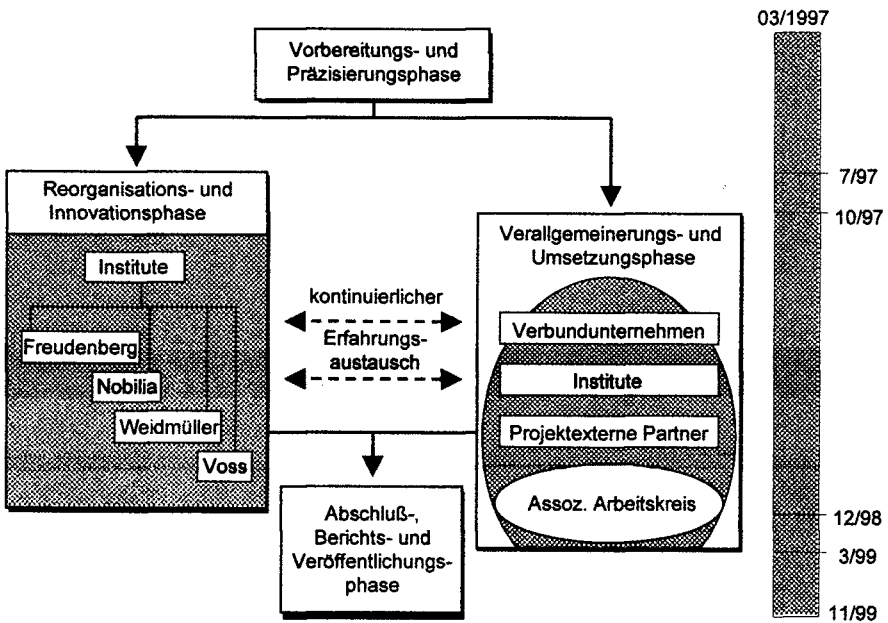 03/1997
Vorbereitungs- und
Präzisierungsphase
Reorganisations- und
Innovationsphase
Institute
Freudenberg
Nobilia
Weidmüller
Voss
kontinuierlicher
Erfahrungs-
austausch
Verallgemeinerungs- und
Umsetzungsphase
Verbundunternehmen
Institute
Projektexterne Partner
Assoz. Arbeitskreis
Abschluß-,
Berichts- und
Veröffentlichungs-
phase
7/97
10/97
12/98
3/99
11/99